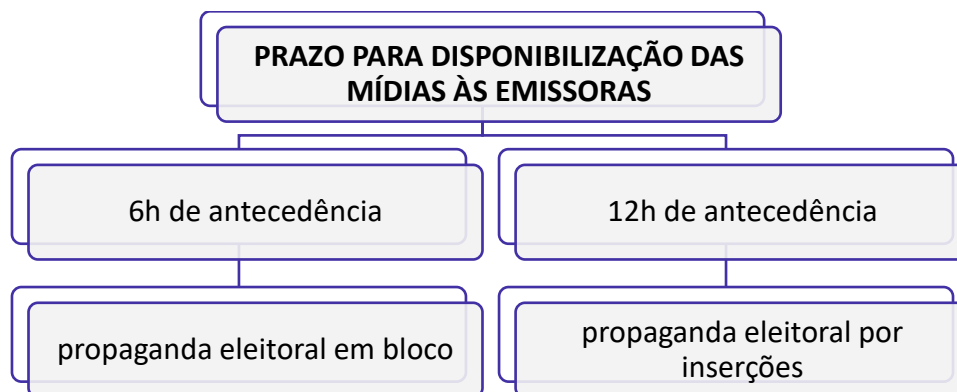 PRAZO PARA DISPONIBILIZAÇÃO DAS
MÍDIAS ÀS EMISSORAS
6h de antecedência
12h de antecedência
propaganda eleitoral em bloco
propaganda eleitoral por
inserções